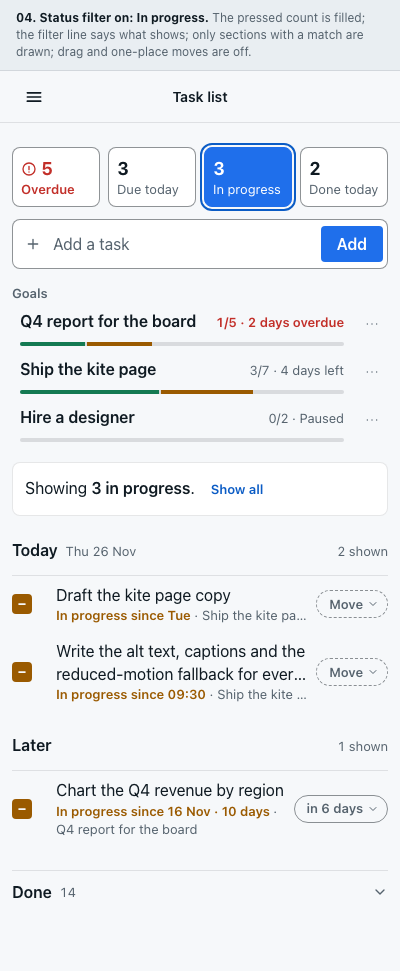 04. Status filter on: In progress. The pressed count is filled;
the filter line says what shows; only sections with a match are
drawn; drag and one-place moves are off.
Task list
5
Overdue
3
Due today
3
In progress
2
Done today
Add a task
Add
Goals
Q4 report for the board 1/5 · 2 days overdue
Ship the kite page 3/7 · 4 days left
Hire a designer 0/2 · Paused
Showing 3 in progress. Show all
Today Thu 26 Nov 2 shown
Draft the kite page copy
In progress since Tue · Ship the kite pa...
Move
Write the alt text, captions and the
reduced-motion fallback for ever...
In progress since 09:30 · Ship the kite ...
Move
Later 1 shown
Chart the Q4 revenue by region
In progress since 16 Nov · 10 days ·
Q4 report for the board
in 6 days
Done 14